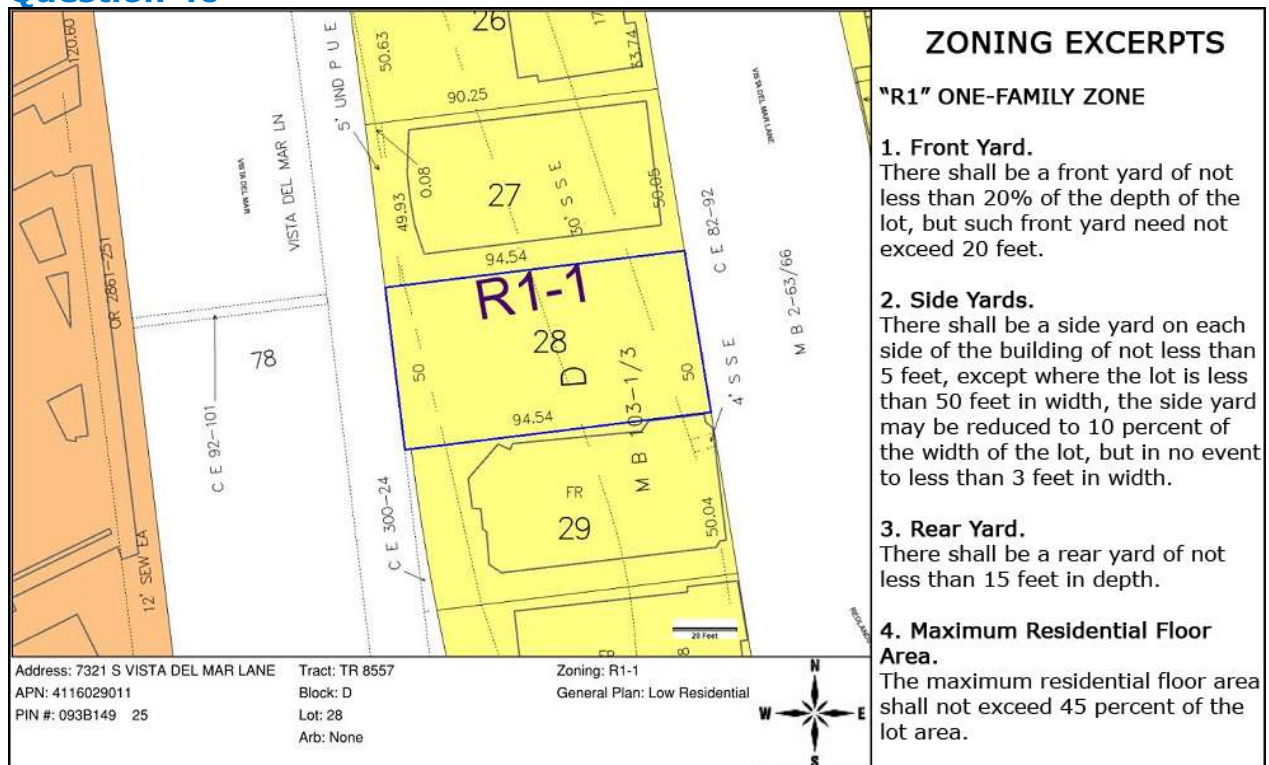 26
17
120.60
5' UND P U E
50.63
33.74
VISTA DEL MAR LANE
90.25
VISTA DEL MAR LN
VISTA DEL MAR
0.08
27
30' S S E
50.05
49.93
C E 82-92
94.54
R1-1
OR 2861-251
M B 2-63/66
28
78
50
D
50
4' S S E
94.54
M B 103-1/3
C E 92-101
FR
29
50.04
C E 300-24
12' SEW EA
20 Feet
Address: 7321 S VISTA DEL MAR LANE
APN: 4116029011
PIN #: 093B149 25
Tract: TR 8557
Block: D
Lot: 28
Arb: None
Zoning: R1-1
General Plan: Low Residential
N
W
E
S
ZONING EXCERPTS
"R1" ONE-FAMILY ZONE
1. Front Yard.
There shall be a front yard of not
less than 20% of the depth of the
lot, but such front yard need not
exceed 20 feet.
2. Side Yards.
There shall be a side yard on each
side of the building of not less than
5 feet, except where the lot is less
than 50 feet in width, the side yard
may be reduced to 10 percent of
the width of the lot, but in no event
to less than 3 feet in width.
3. Rear Yard.
There shall be a rear yard of not
less than 15 feet in depth.
4. Maximum Residential Floor
Area.
The maximum residential floor area
shall not exceed 45 percent of the
lot area.